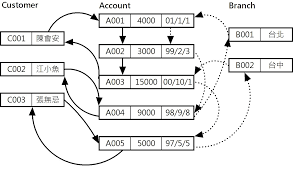 Customer Account Branch
A001 4000 01/1/1
C001 陳會安
B001 台北
A002 3000 99/2/3
C002 江小魚
B002 台中
A003 15000 00/10/1
C003 張無忌
A004 9000 98/9/8
A005 5000 97/5/5